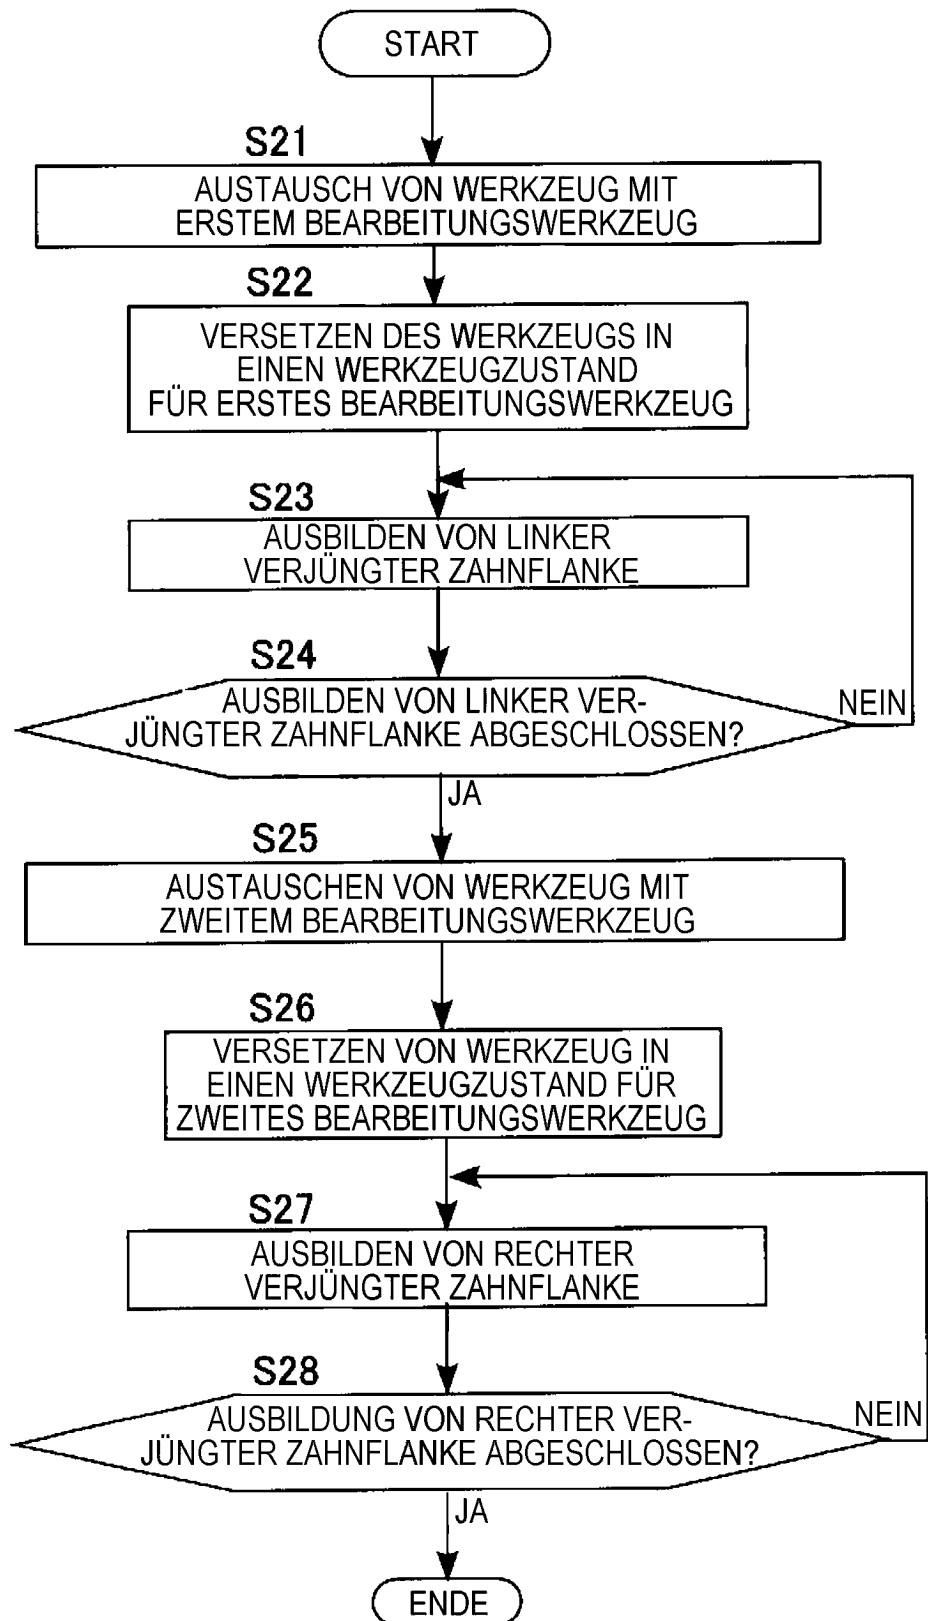 START
S21
AUSTAUSCH VON WERKZEUG MIT
ERSTEM BEARBEITUNGSWERKZEUG
S22
VERSETZEN DES WERKZEUGS IN
EINEN WERKZEUGZUSTAND
FÜR ERSTES BEARBEITUNGSWERKZEUG
S23
AUSBILDEN VON LINKER
VERJÜNGTER ZAHNFLANKE
S24
AUSBILDEN VON LINKER VER-
JÜNGTER ZAHNFLANKE ABGESCHLOSSEN?
NEIN
JA
S25
AUSTAUSCHEN VON WERKZEUG MIT
ZWEITEM BEARBEITUNGSWERKZEUG
S26
VERSETZEN VON WERKZEUG IN
EINEN WERKZEUGZUSTAND FÜR
ZWEITES BEARBEITUNGSWERKZEUG
S27
AUSBILDEN VON RECHTER
VERJÜNGTER ZAHNFLANKE
S28
AUSBILDUNG VON RECHTER VER-
JÜNGTER ZAHNFLANKE ABGESCHLOSSEN?
NEIN
JA
ENDE